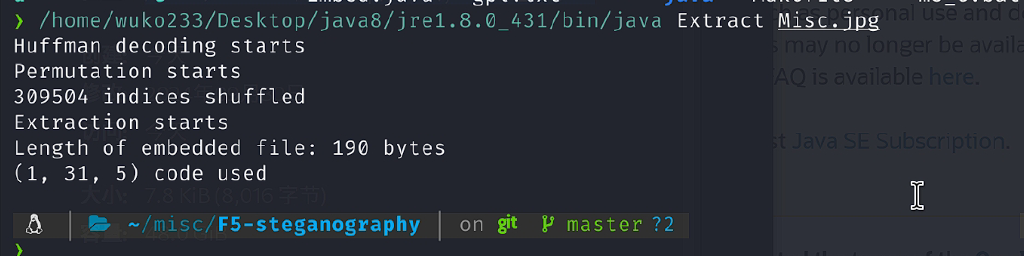 ❯ /home/wuko233/Desktop/java8/jre1.8.0_431/bin/java Extract Misc.jpg
Huffman decoding starts
s may no longer be availa
Permutation starts
AQ is available here.
309504 indices shuffled
Extraction starts
st Java SE Subscription.
Length of embedded file: 190 bytes
(1, 31, 5) code used
大小: 7.8 KiB (8,016 字节)
~/misc/F5-steganography on git master ?2
❯